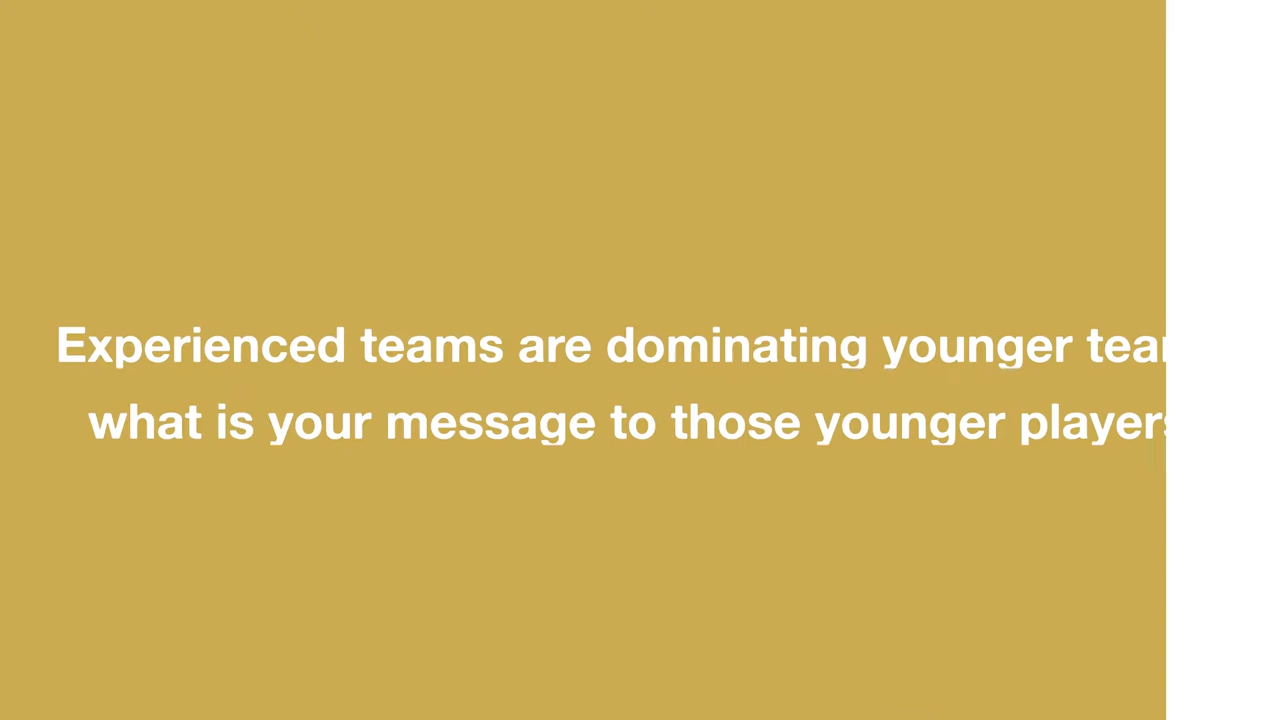 Experienced teams are dominating younger
what is your message to those younger players